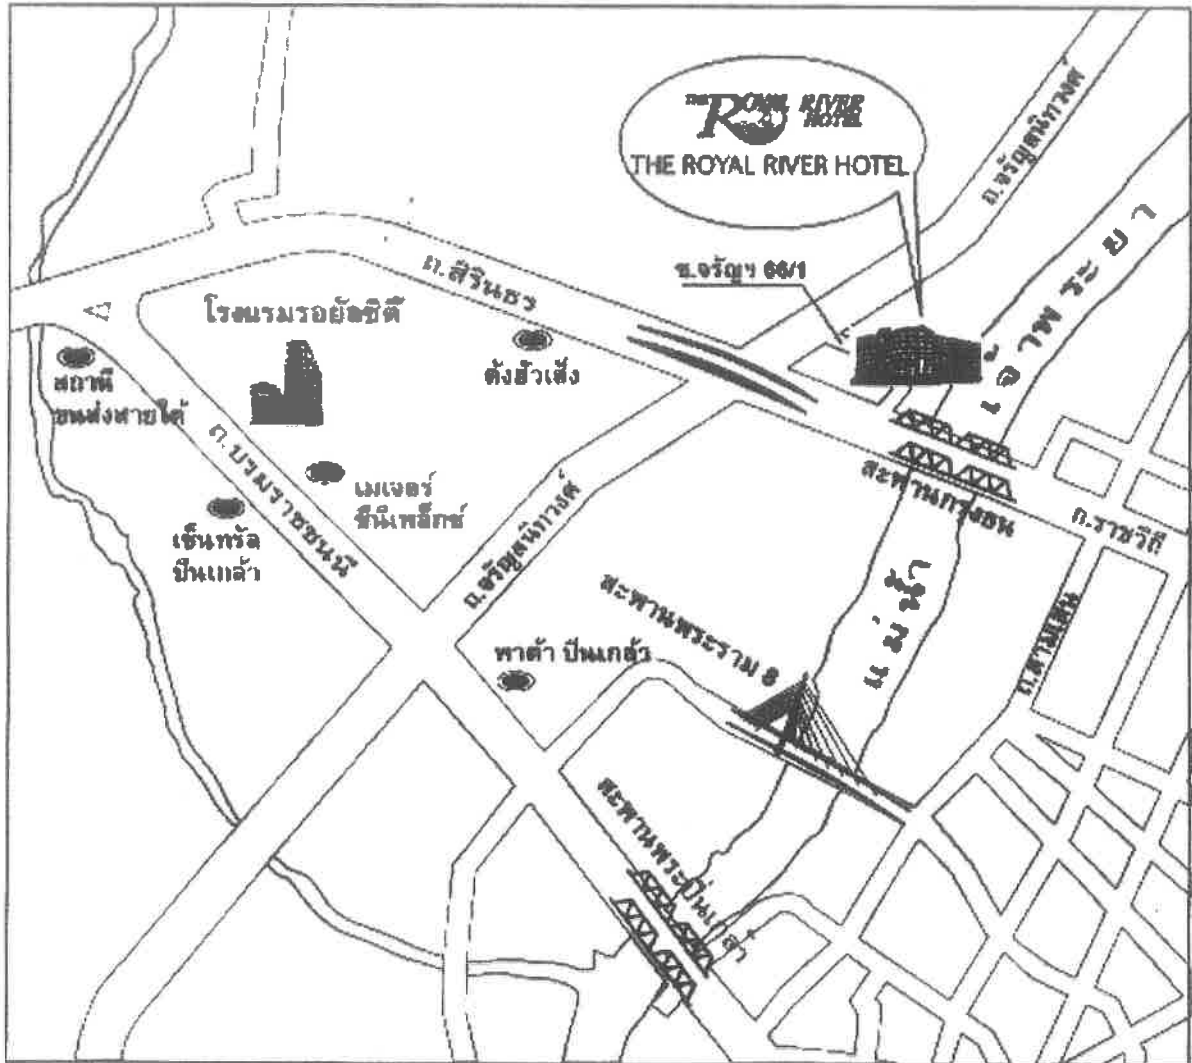 THE ROYAL RIVER HOTEL
THE ROYAL RIVER HOTEL
ถ.จรัญสนิทวงศ์
ซ.จรัญฯ 66/1
ถ.สิรินธร
โรงแรมรอยัลซิตี้
ตั้งฮั่วเส็ง
สถานี
ขนส่งสายใต้
ถ.บรมราชชนนี
เมเจอร์
ซีนีเพล็กซ์
เซ็นทรัล
ปิ่นเกล้า
ถ.จรัญสนิทวงศ์
สะพานกรุงธน
ถ.ราชวิถี
แม่น้ำ
เจ้าพระยา
ถ.สามเสน
สะพานพระราม 8
พาต้า ปิ่นเกล้า
สะพานพระปิ่นเกล้า